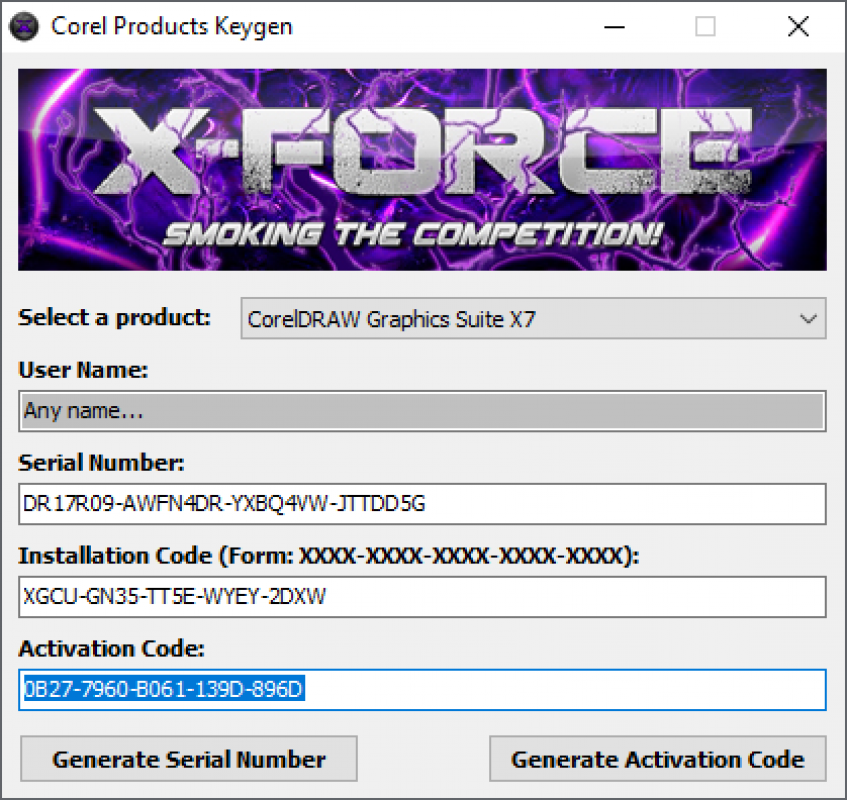 Corel Products Keygen
X-FORCE
SMOKING THE COMPETITION!
Select a product: CorelDRAW Graphics Suite X7
User Name:
Any name...
Serial Number:
DR17R09-AWFN4DR-YXBQ4VW-JTTDD5G
Installation Code (Form: XXXX-XXXX-XXXX-XXXX-XXXX):
XGCU-GN35-TT5E-WYEY-2DXW
Activation Code:
0B27-7960-B061-139D-896D
Generate Serial Number Generate Activation Code